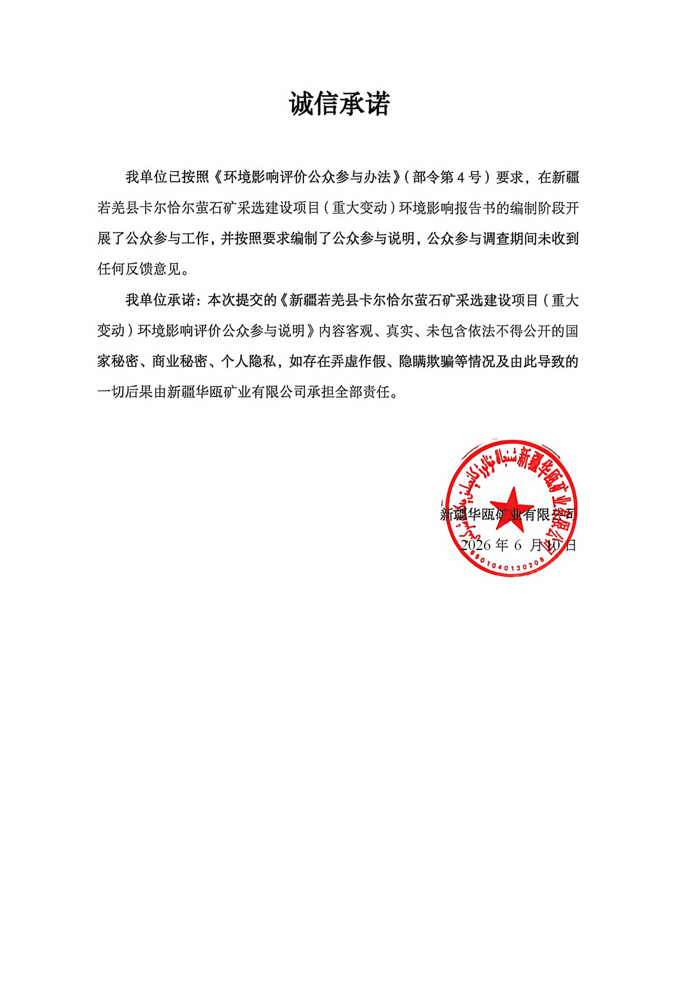 诚信承诺
我单位已按照《环境影响评价公众参与办法》（部令第 4 号）要求，在新疆
若羌县卡尔恰尔萤石矿采选建设项目（重大变动）环境影响报告书的编制阶段开
展了公众参与工作，并按照要求编制了公众参与说明，公众参与调查期间未收到
任何反馈意见。
我单位承诺：本次提交的《新疆若羌县卡尔恰尔萤石矿采选建设项目（重大
变动）环境影响评价公众参与说明》内容客观、真实、未包含依法不得公开的国
家秘密、商业秘密、个人隐私，如存在弄虚作假、隐瞒欺骗等情况及由此导致的
一切后果由新疆华瓯矿业有限公司承担全部责任。
新疆华瓯矿业有限公司
新疆华瓯矿业有限公司
2026 年 6 月 10 日